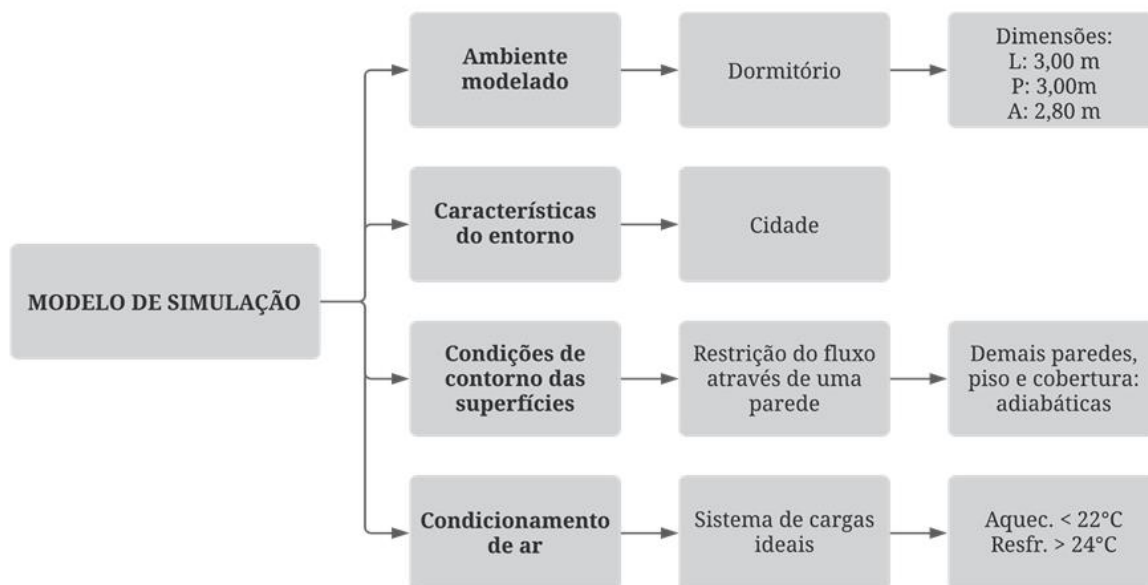 MODELO DE SIMULAÇÃO
Ambiente
modelado
Dormitório
Dimensões:
L: 3,00 m
P: 3,00m
A: 2,80 m
Características
do entorno
Cidade
Condições de
contorno das
superfícies
Restrição do fluxo
através de uma
parede
Demais paredes,
piso e cobertura:
adiabáticas
Condicionamento
de ar
Sistema de cargas
ideais
Aquec. < 22°C
Resfr. > 24°C